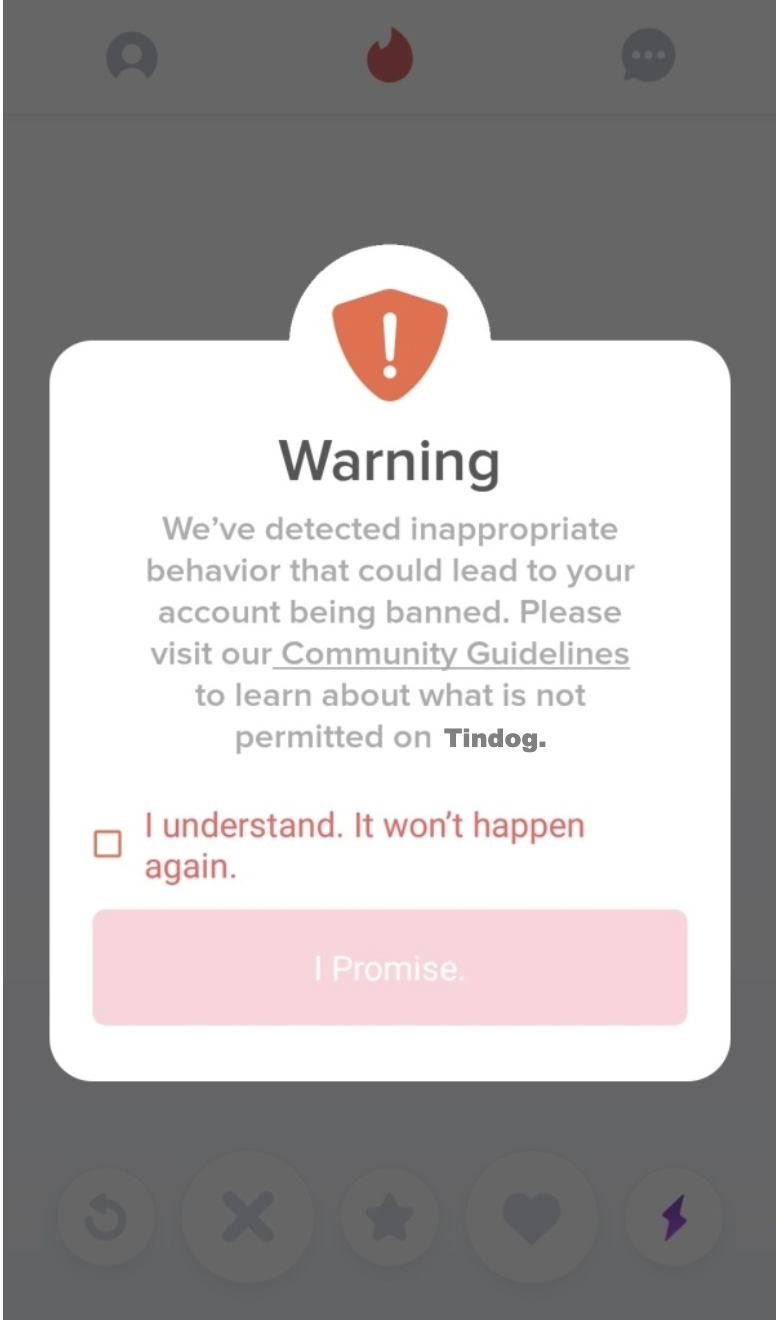 Warning
We’ve detected inappropriate
behavior that could lead to your
account being banned. Please
visit our Community Guidelines
to learn about what is not
permitted on Tindog.
I understand. It won’t happen
again.
I Promise.